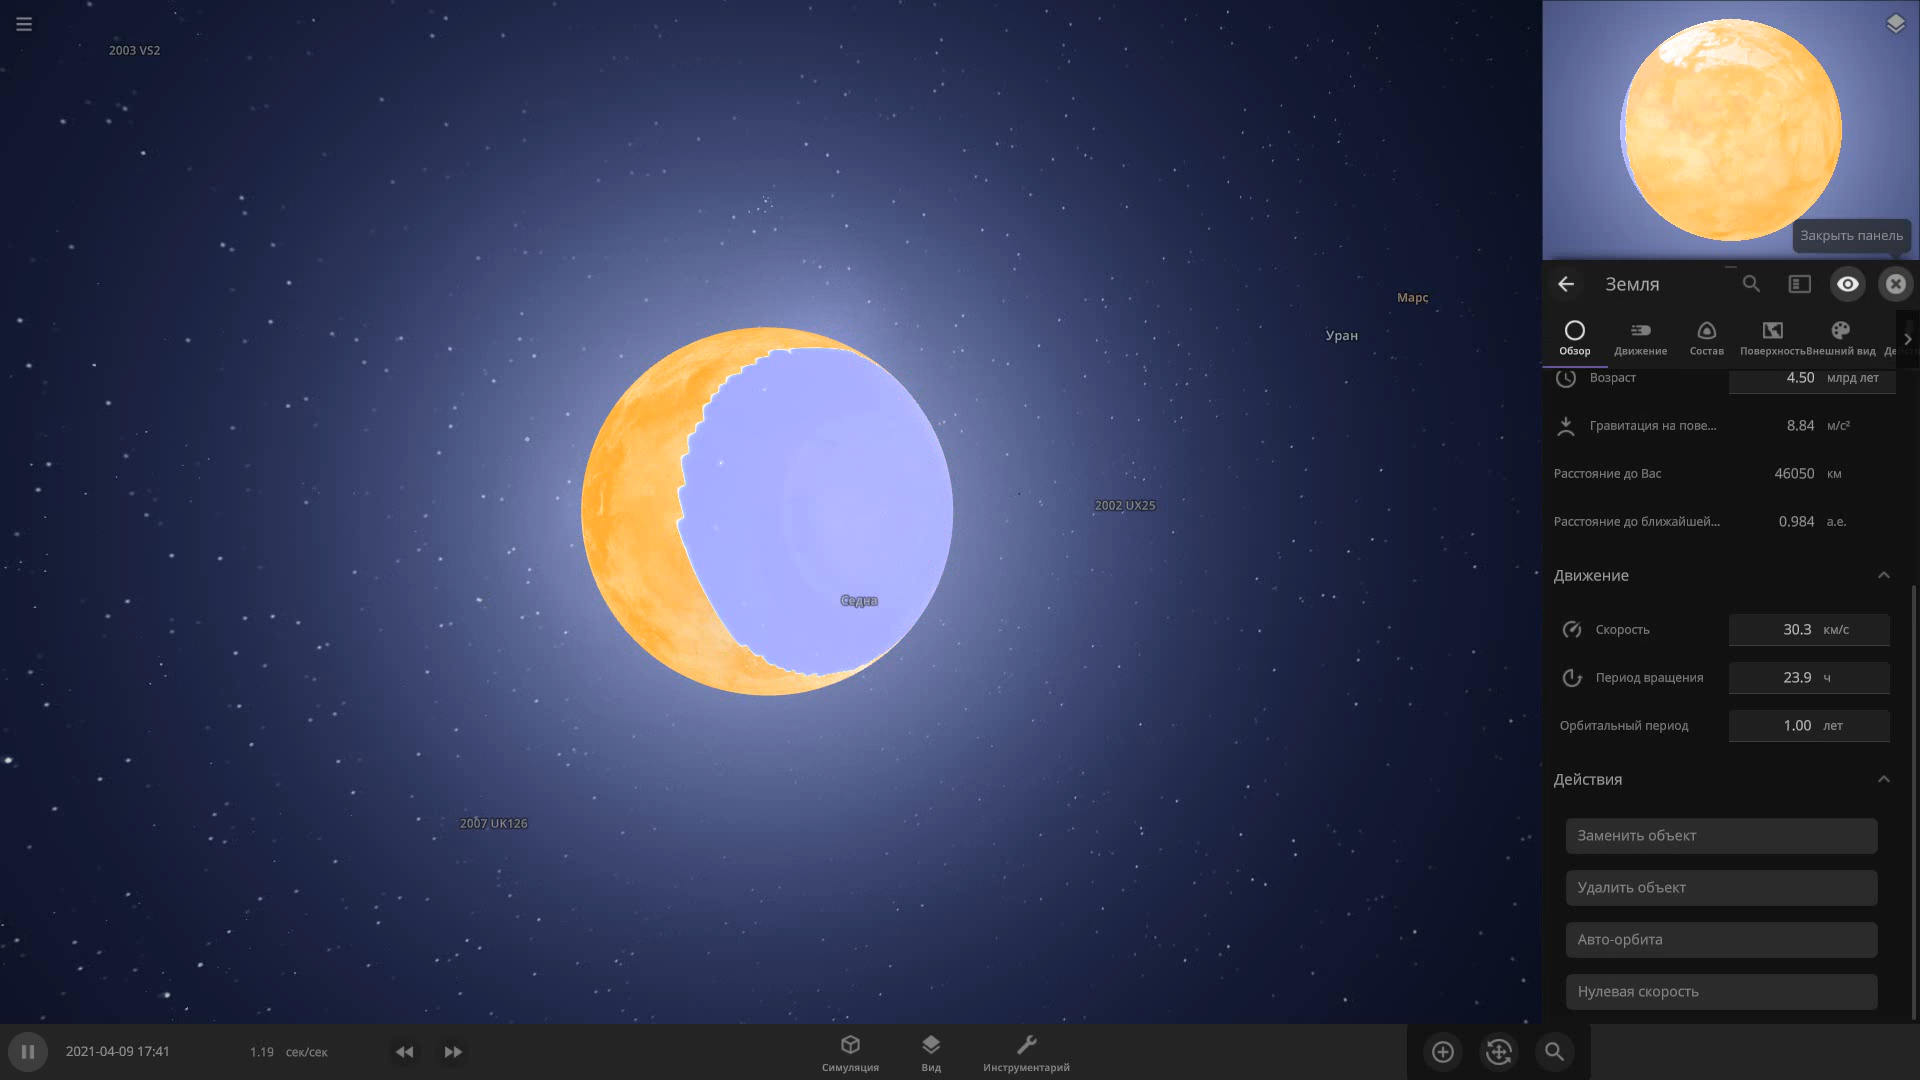 2003 VS2
Марс
Уран
2002 UX25
Седна
2007 UK126
Закрыть панель
Земля
Обзор
Движение
Состав
Поверхность
Внешний вид
Возраст 4.50 млрд лет
Гравитация на пове... 8.84 м/с²
Расстояние до Вас 46050 км
Расстояние до ближайшей... 0.984 а.е.
Движение
Скорость 30.3 км/с
Период вращения 23.9 ч
Орбитальный период 1.00 лет
Действия
Заменить объект
Удалить объект
Авто-орбита
Нулевая скорость
2021-04-09 17:41
1.19 сек/сек
Симуляция
Вид
Инструментарий